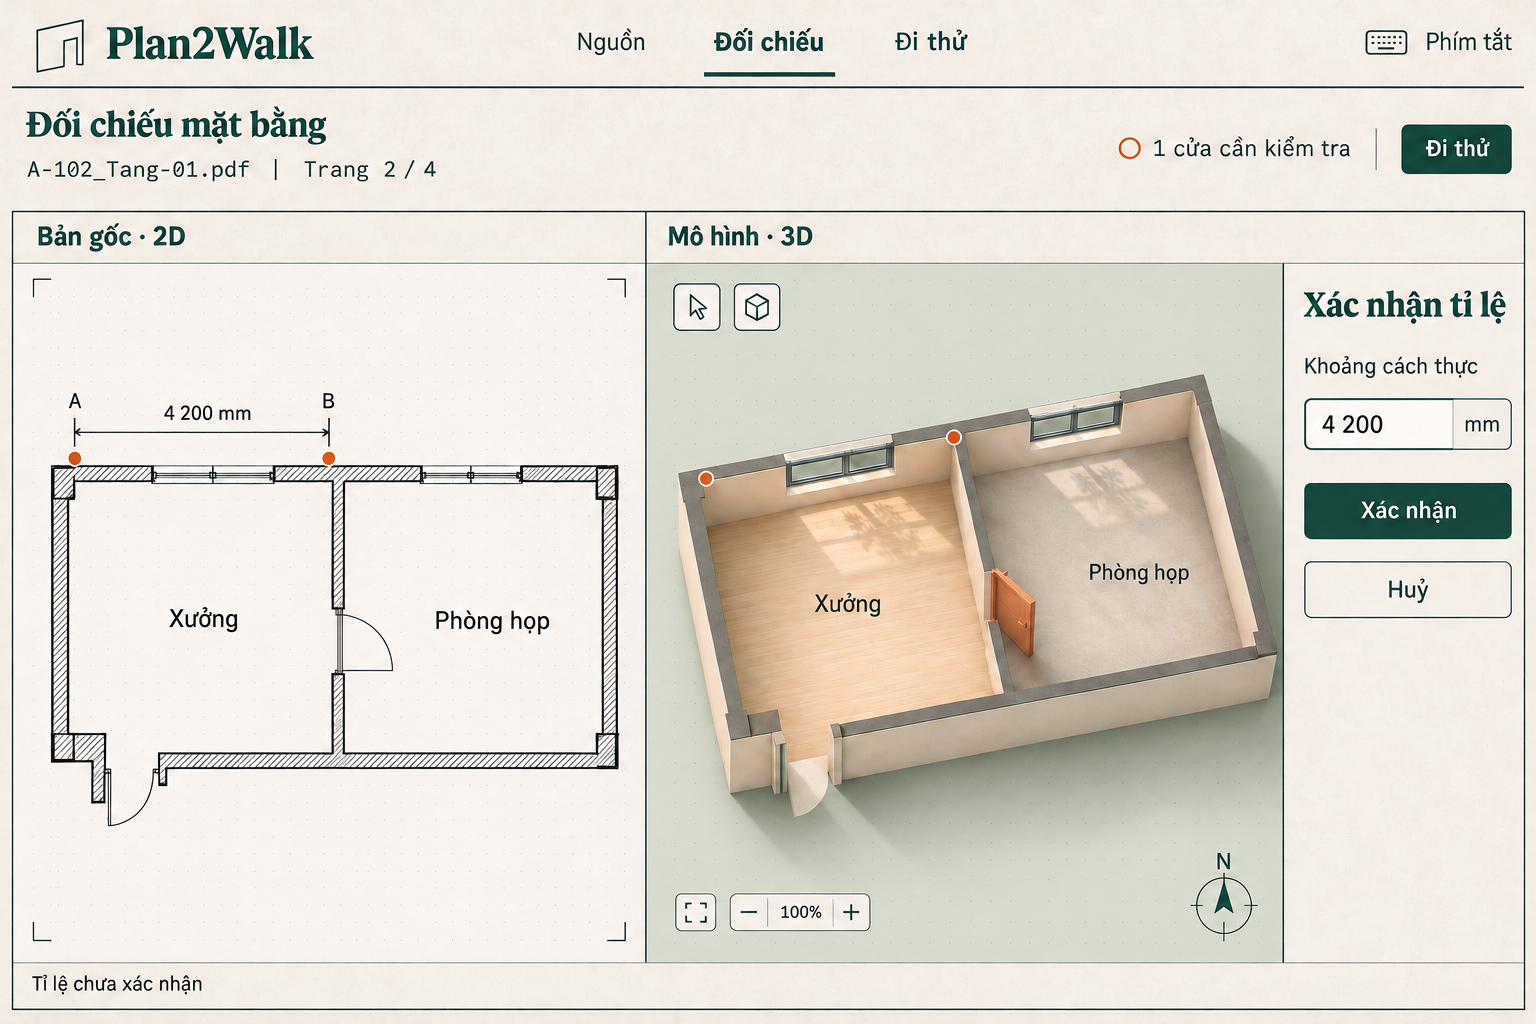 Plan2Walk
Nguồn
Đối chiếu
Đi thử
Phím tắt
Đối chiếu mặt bằng
A-102_Tang-01.pdf | Trang 2 / 4
1 cửa cần kiểm tra
Đi thử
Bản gốc · 2D
A
B
4 200 mm
Xưởng
Phòng họp
Mô hình · 3D
Xưởng
Phòng họp
100%
N
Xác nhận tỉ lệ
Khoảng cách thực
4 200 mm
Xác nhận
Huỷ
Tỉ lệ chưa xác nhận